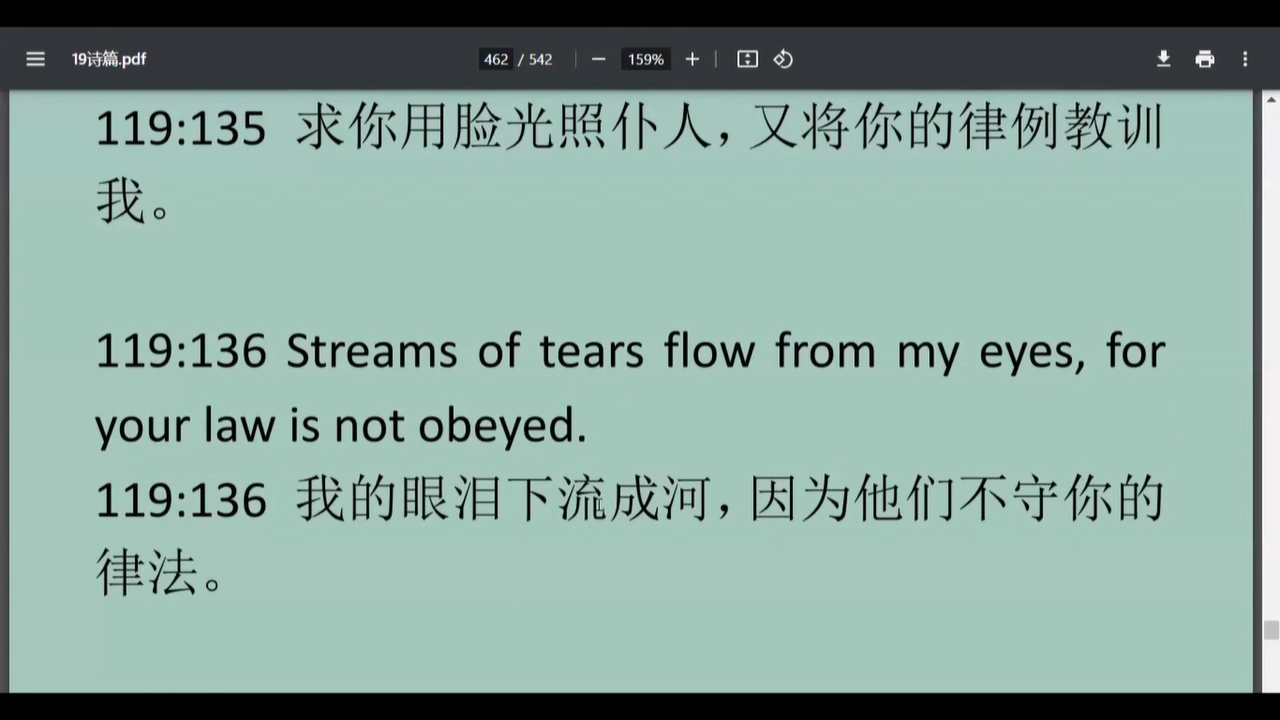 19诗篇.pdf
462 / 542
159%
119:135 求你用脸光照仆人，又将你的律例教训
我。
119:136 Streams of tears flow from my eyes, for
your law is not obeyed.
119:136 我的眼泪下流成河，因为他们不守你的
律法。